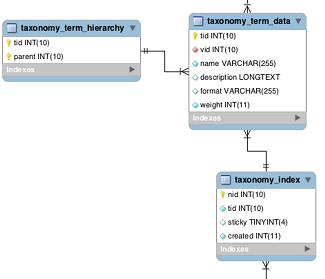 taxonomy_term_hierarchy
tid INT(10)
parent INT(10)
Indexes
taxonomy_term_data
tid INT(10)
vid INT(10)
name VARCHAR(255)
description LONGTEXT
format VARCHAR(255)
weight INT(11)
Indexes
taxonomy_index
nid INT(10)
tid INT(10)
sticky TINYINT(4)
created INT(11)
Indexes